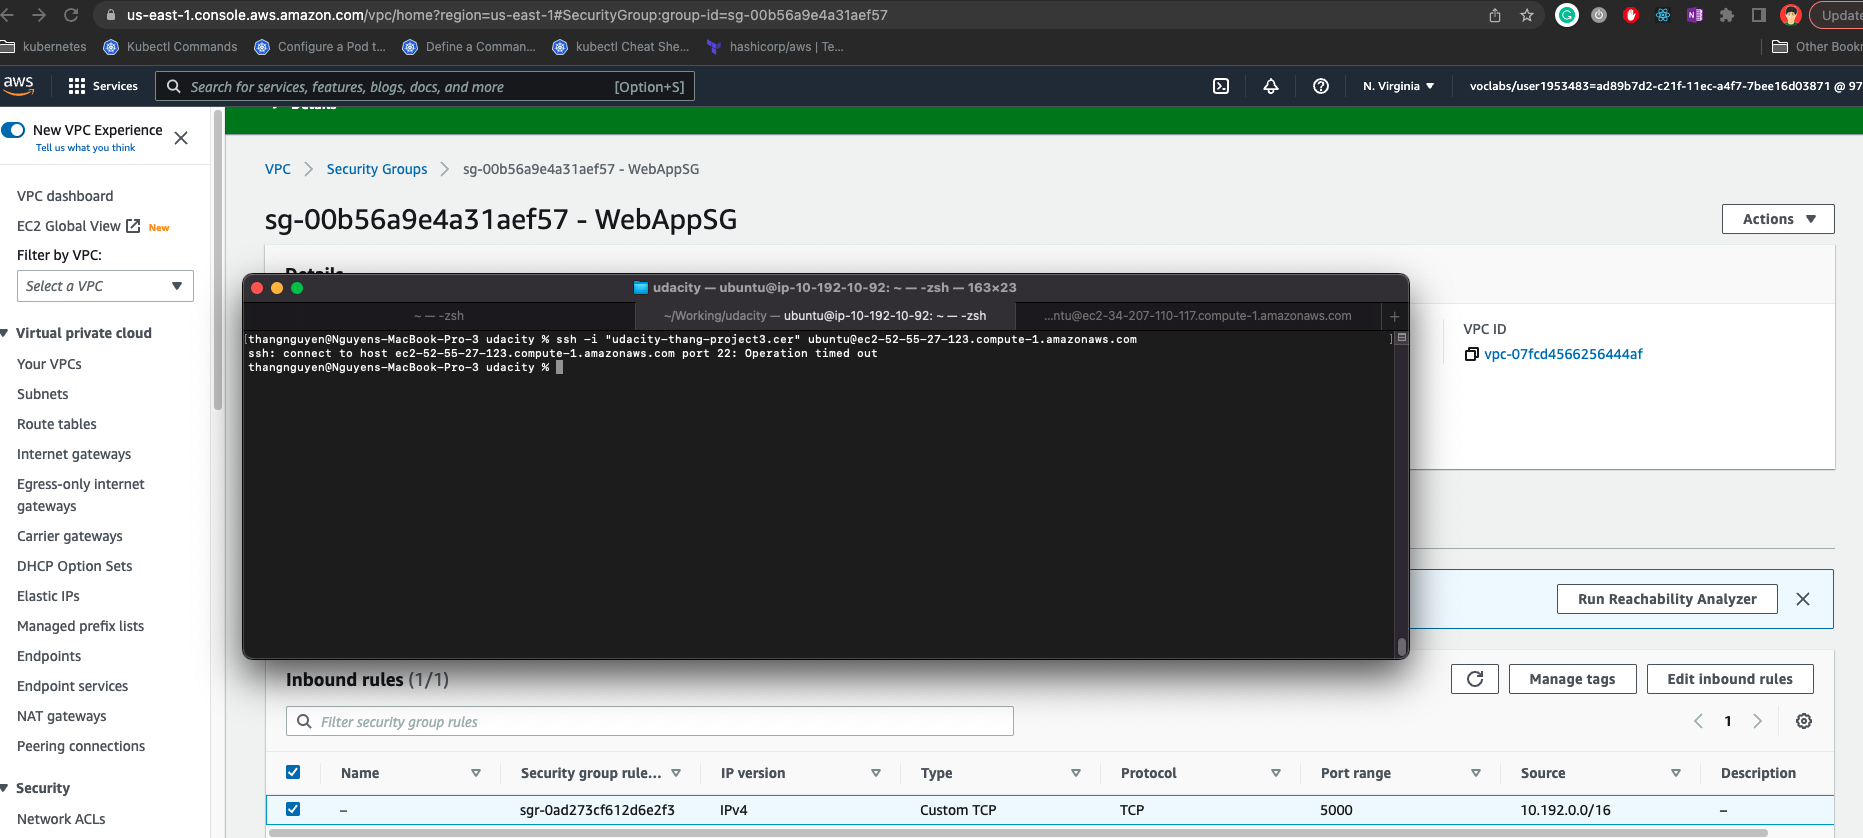 us-east-1.console.aws.amazon.com/vpc/home?region=us-east-1#SecurityGroup:group-id=sg-00b56a9e4a31aef57
Update
kubernetes
Kubectl Commands
Configure a Pod t...
Define a Comman...
kubectl Cheat She...
hashicorp/aws | Te...
Other Bookm
aws
Services
Search for services, features, blogs, docs, and more
[Option+S]
N. Virginia
voclabs/user1953483=ad89b7d2-c21f-11ec-a4f7-7bee16d03871 @ 97
Details
New VPC Experience
Tell us what you think
VPC dashboard
EC2 Global View
New
Filter by VPC:
Select a VPC
Virtual private cloud
Your VPCs
Subnets
Route tables
Internet gateways
Egress-only internet
gateways
Carrier gateways
DHCP Option Sets
Elastic IPs
Managed prefix lists
Endpoints
Endpoint services
NAT gateways
Peering connections
Security
Network ACLs
VPC
Security Groups
sg-00b56a9e4a31aef57 - WebAppSG
sg-00b56a9e4a31aef57 - WebAppSG
Actions
Details
VPC ID
vpc-07fcd4566256444af
udacity — ubuntu@ip-10-192-10-92: ~ — -zsh — 163×23
~ — -zsh
~/Working/udacity — ubuntu@ip-10-192-10-92: ~ — -zsh
...ntu@ec2-34-207-110-117.compute-1.amazonaws.com
[thangnguyen@Nguyens-MacBook-Pro-3 udacity % ssh -i "udacity-thang-project3.cer" ubuntu@ec2-52-55-27-123.compute-1.amazonaws.com ]
ssh: connect to host ec2-52-55-27-123.compute-1.amazonaws.com port 22: Operation timed out
thangnguyen@Nguyens-MacBook-Pro-3 udacity %
Run Reachability Analyzer
Inbound rules (1/1)
Manage tags
Edit inbound rules
Filter security group rules
1
Name
Security group rule...
IP version
Type
Protocol
Port range
Source
Description
–
sgr-0ad273cf612d6e2f3
IPv4
Custom TCP
TCP
5000
10.192.0.0/16
–